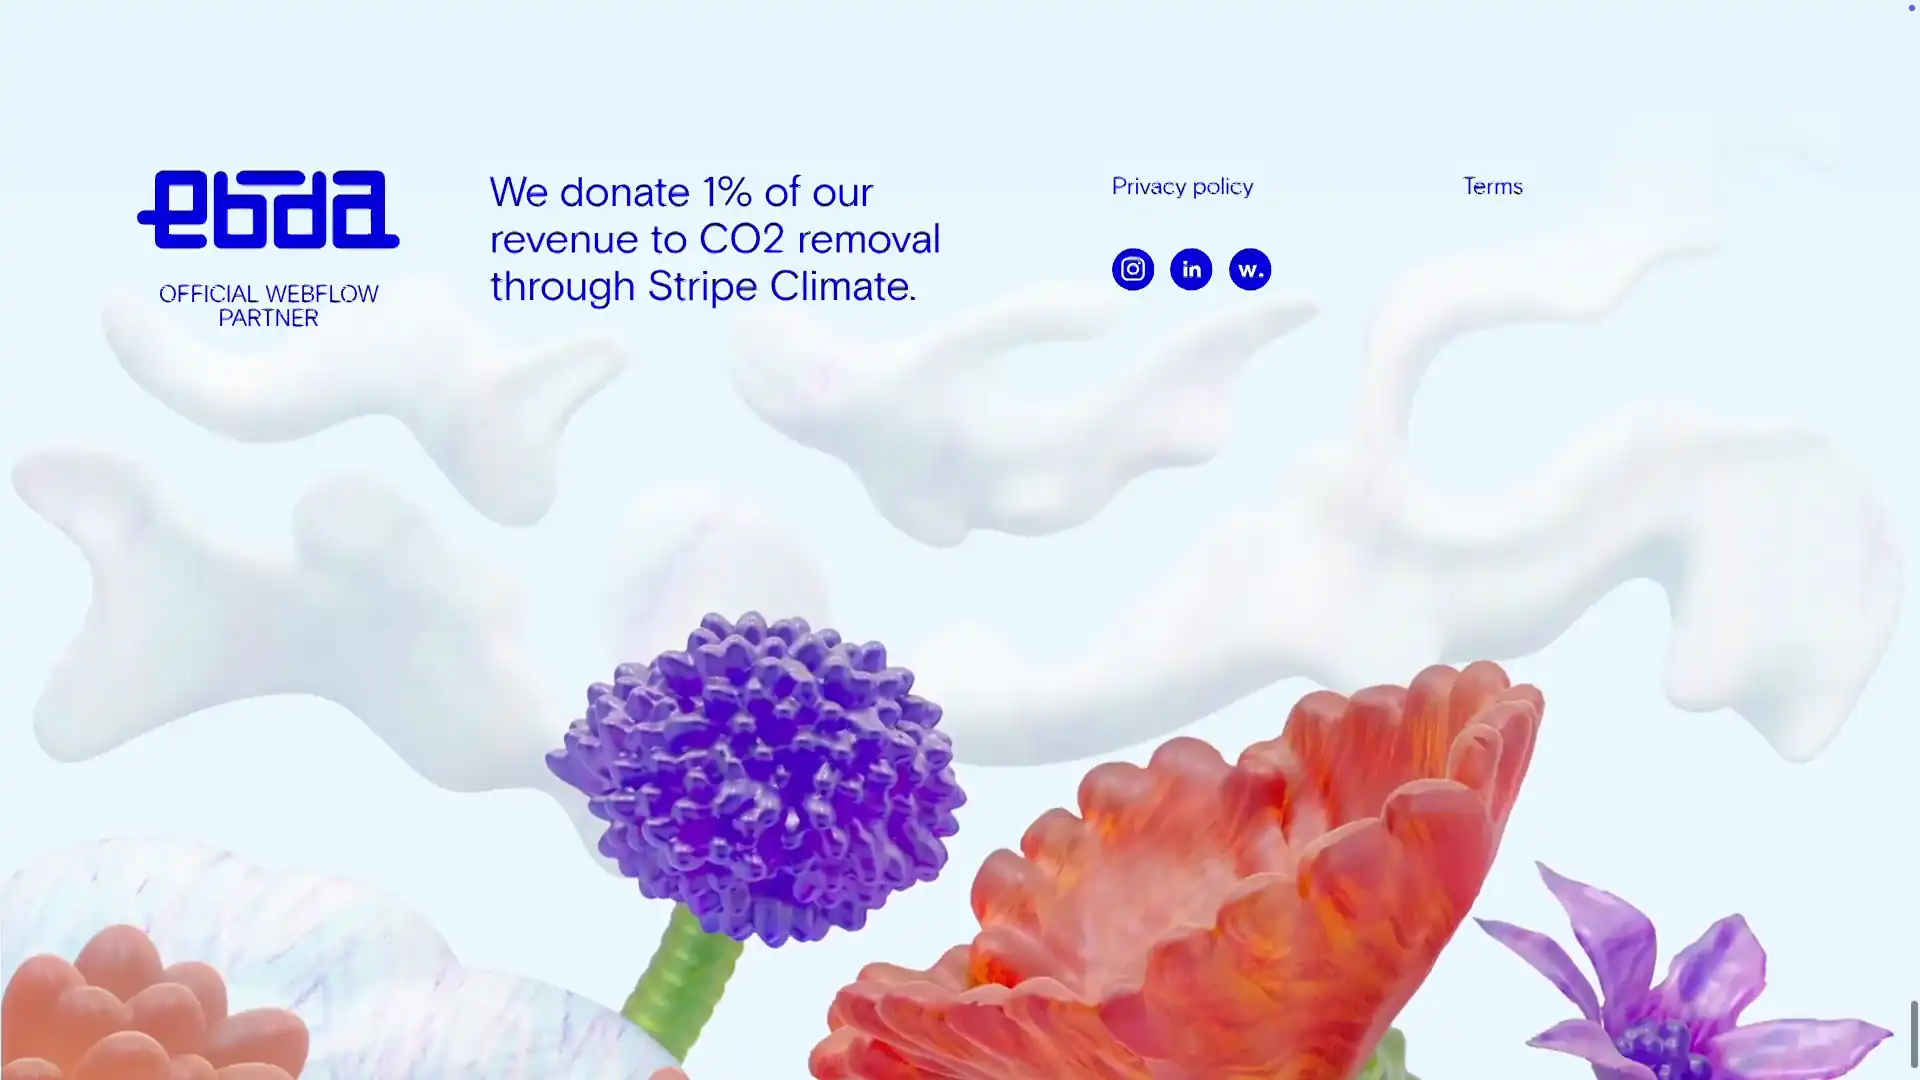 ebda
OFFICIAL WEBFLOW
PARTNER
We donate 1% of our
revenue to CO2 removal
through Stripe Climate.
Privacy policy
Terms
in
w.